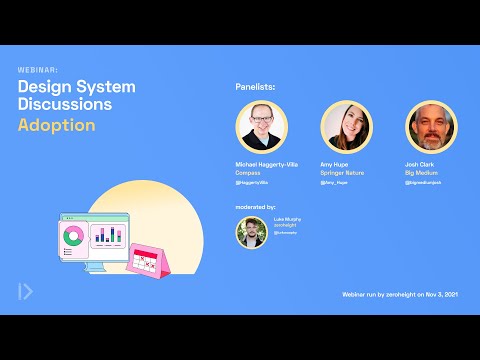 WEBINAR:
Design System
Discussions
Adoption
Panelists:
Michael Haggerty-Villa
Compass
@HaggertyVilla
Amy Hupe
Springer Nature
@Amy_Hupe
Josh Clark
Big Medium
@bigmediumjosh
moderated by:
Luke Murphy
zeroheight
Webinar run by zeroheight on Nov 3, 2021